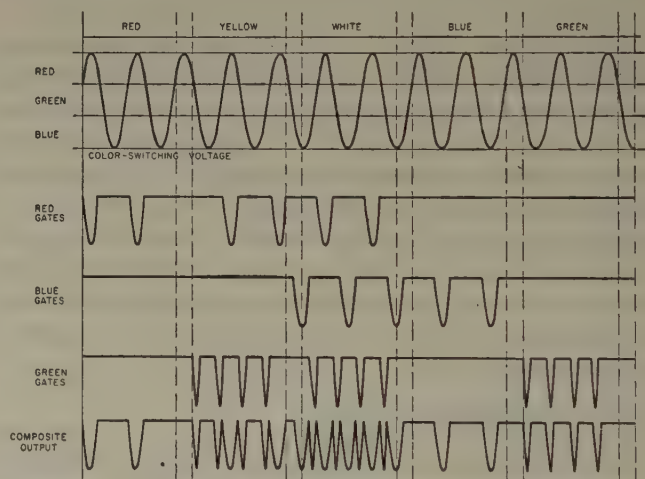 RED YELLOW WHITE BLUE GREEN
RED
GREEN
BLUE
COLOR-SWITCHING VOLTAGE
RED
GATES
BLUE
GATES
GREEN
GATES
COMPOSITE
OUTPUT